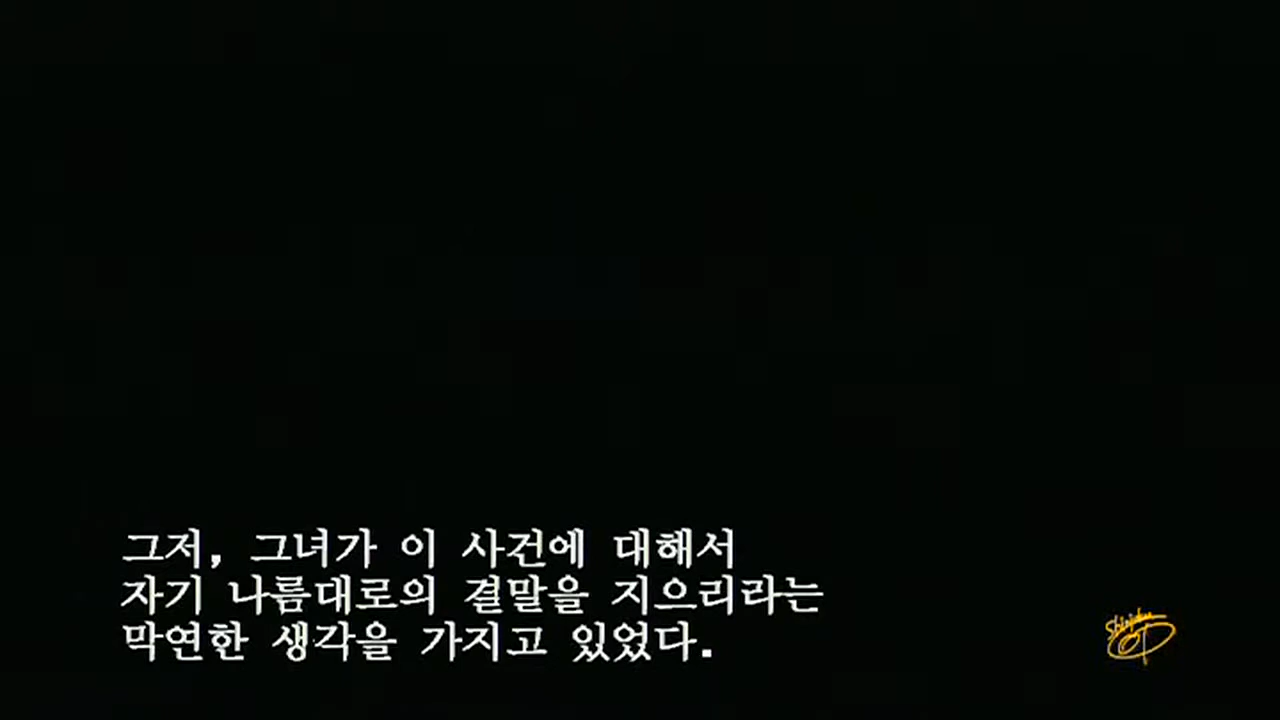 그저, 그녀가 이 사건에 대해서
자기 나름대로의 결말을 지으리라는
막연한 생각을 가지고 있었다.